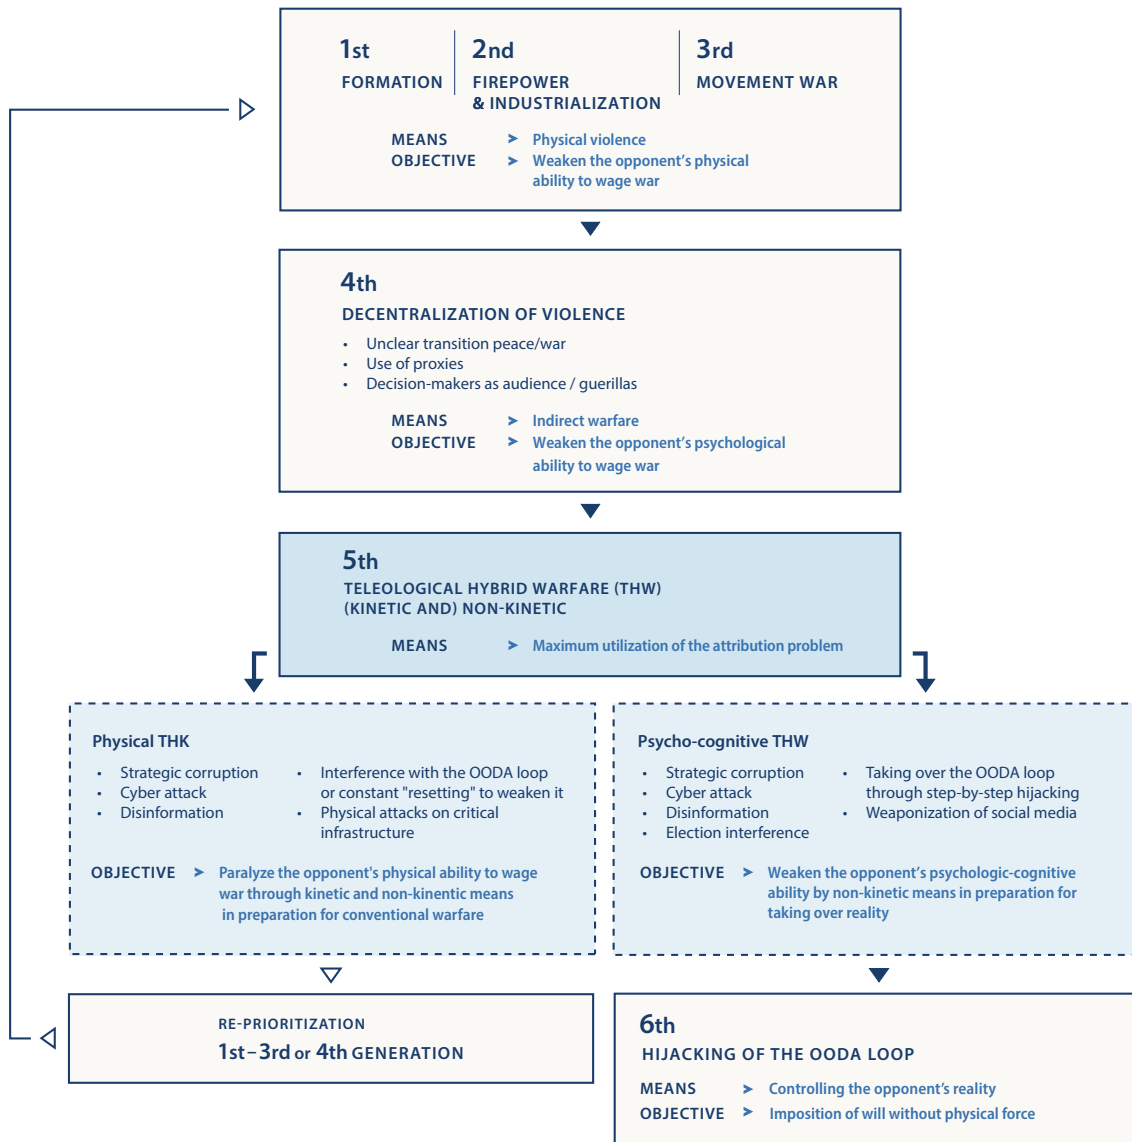 1st
FORMATION
2nd
FIREPOWER
& INDUSTRIALIZATION
3rd
MOVEMENT WAR
MEANS ➤ Physical violence
OBJECTIVE ➤ Weaken the opponent’s physical
ability to wage war
4th
DECENTRALIZATION OF VIOLENCE
• Unclear transition peace/war
• Use of proxies
• Decision-makers as audience / guerillas
MEANS ➤ Indirect warfare
OBJECTIVE ➤ Weaken the opponent’s psychological
ability to wage war
5th
TELEOLOGICAL HYBRID WARFARE (THW)
(KINETIC AND) NON-KINETIC
MEANS ➤ Maximum utilization of the attribution problem
Physical THK
• Strategic corruption
• Cyber attack
• Disinformation
• Interference with the OODA loop
or constant "resetting" to weaken it
• Physical attacks on critical
infrastructure
OBJECTIVE ➤ Paralyze the opponent's physical ability to wage
war through kinetic and non-kinentic means
in preparation for conventional warfare
Psycho-cognitive THW
• Strategic corruption
• Cyber attack
• Disinformation
• Election interference
• Taking over the OODA loop
through step-by-step hijacking
• Weaponization of social media
OBJECTIVE ➤ Weaken the opponent’s psychologic-cognitive
ability by non-kinetic means in preparation for
taking over reality
RE-PRIORITIZATION
1st–3rd or 4th GENERATION
6th
HIJACKING OF THE OODA LOOP
MEANS ➤ Controlling the opponent’s reality
OBJECTIVE ➤ Imposition of will without physical force